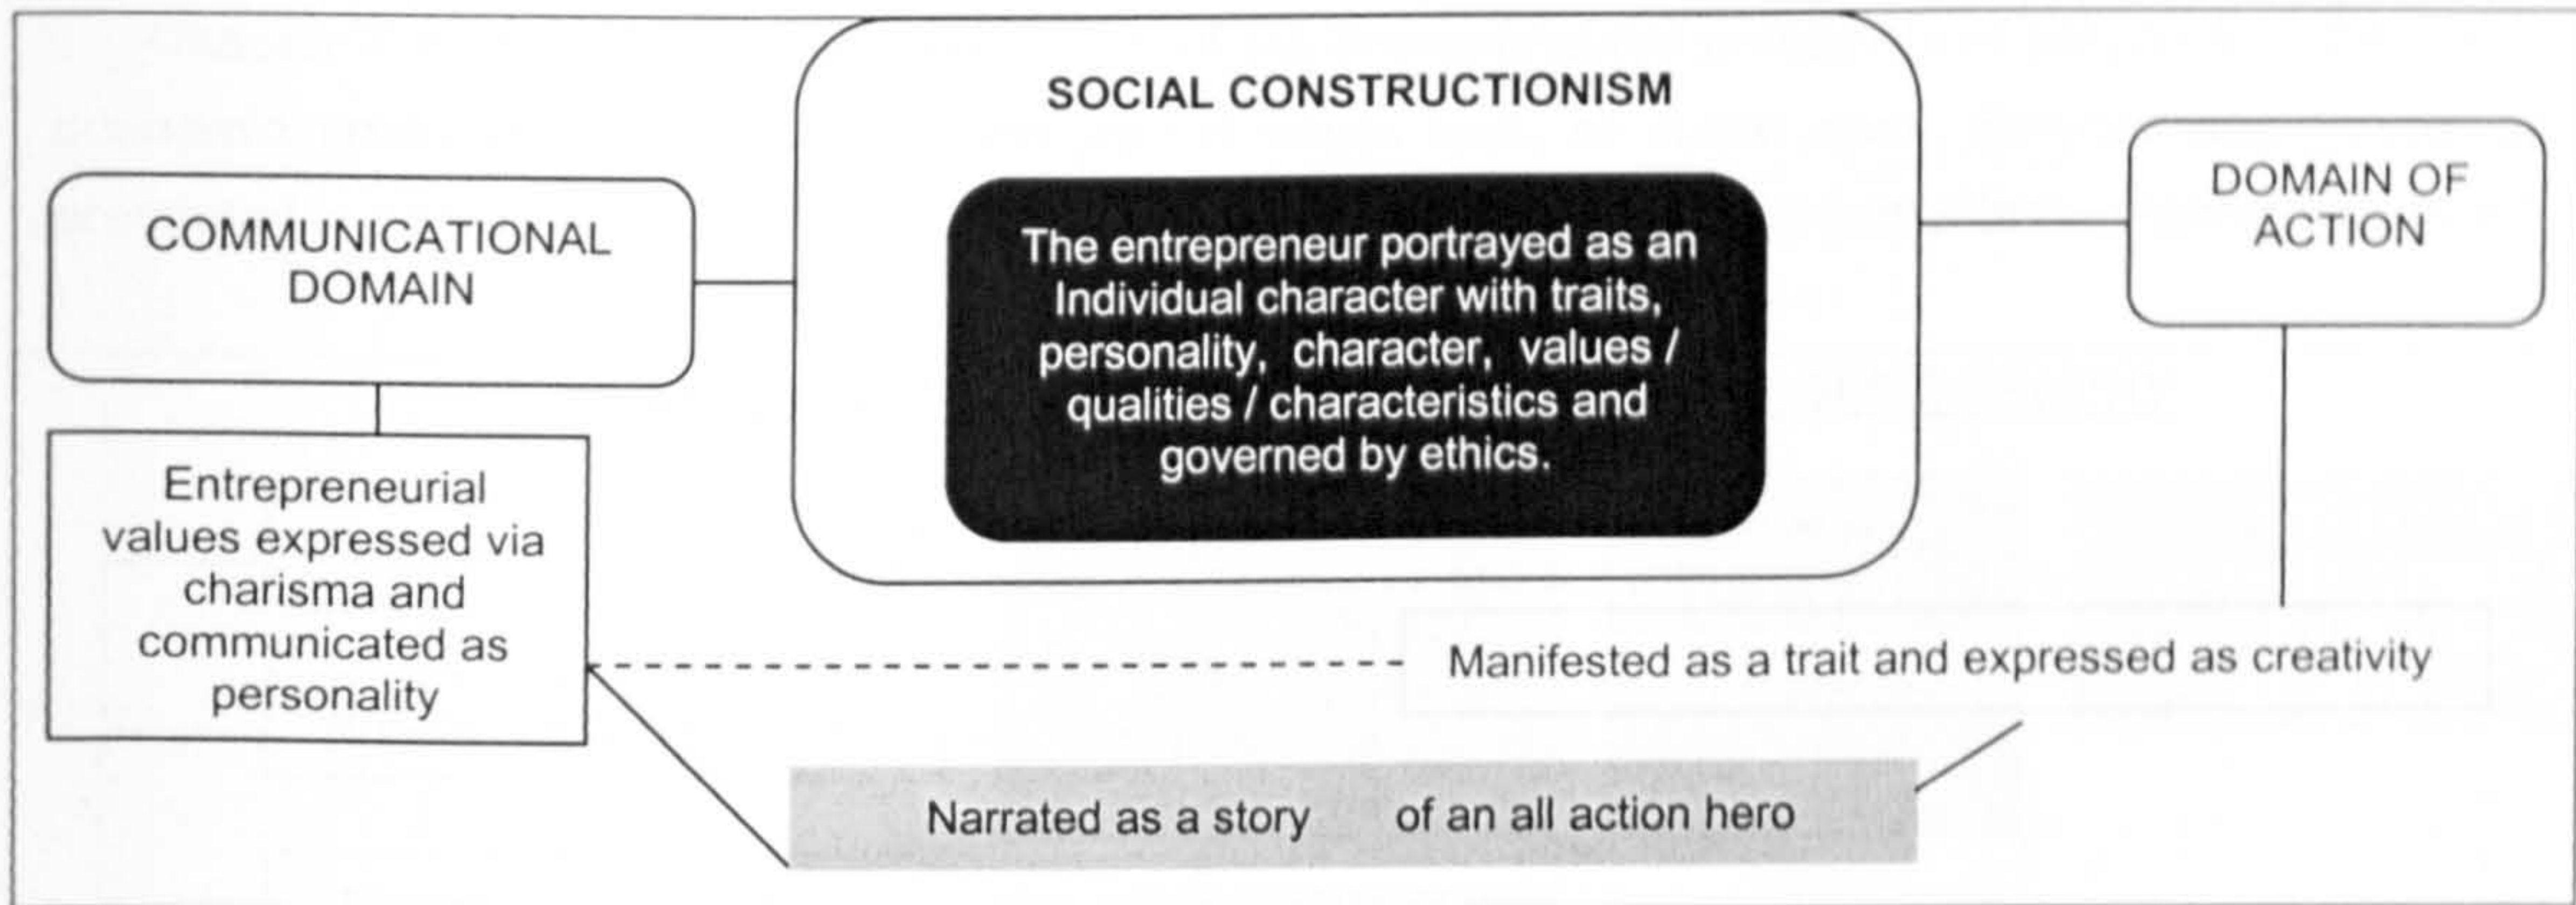 SOCIAL CONSTRUCTIONISM
The entrepreneur portrayed as an
Individual character with traits,
personality, character, values /
qualities / characteristics and
governed by ethics.
COMMUNICATIONAL
DOMAIN
DOMAIN OF
ACTION
Entrepreneurial
values expressed via
charisma and
communicated as
personality
Manifested as a trait and expressed as creativity
Narrated as a story of an all action hero